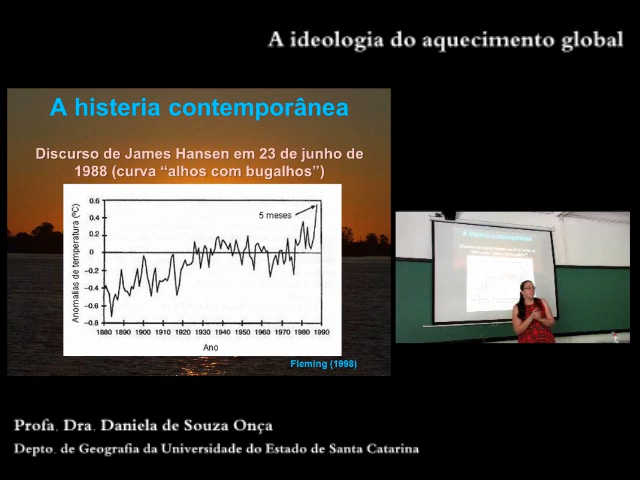 A ideologia do aquecimento global
A histeria contemporânea
Discurso de James Hansen em 23 de junho de
1988 (curva “alhos com bugalhos”)
Anomalias de temperatura (ºC)
0.6
0.4
0.2
0
–0.2
–0.4
–0.6
–0.8
5 meses
1880 1890 1900 1910 1920 1930 1940 1950 1960 1970 1980 1990
Ano
Fleming (1998)
A histeria contemporânea
Profa. Dra. Daniela de Souza Onça
Depto. de Geografia da Universidade do Estado de Santa Catarina